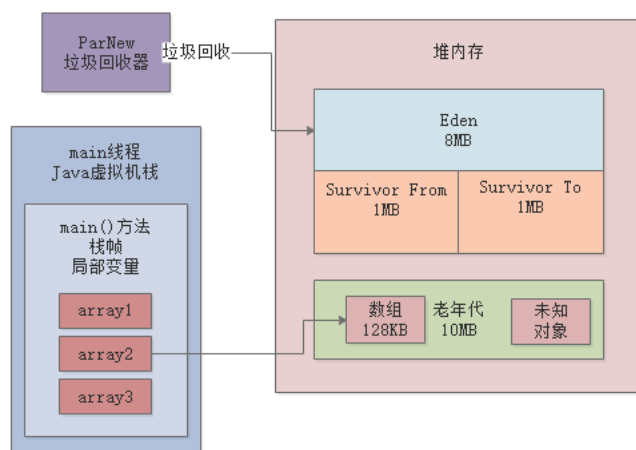 ParNew
垃圾回收器
垃圾回收
堆内存
Eden
8MB
Survivor From
1MB
Survivor To
1MB
main线程
Java虚拟机栈
main()方法
栈帧
局部变量
array1
array2
array3
数组
128KB
老年代
10MB
未知
对象